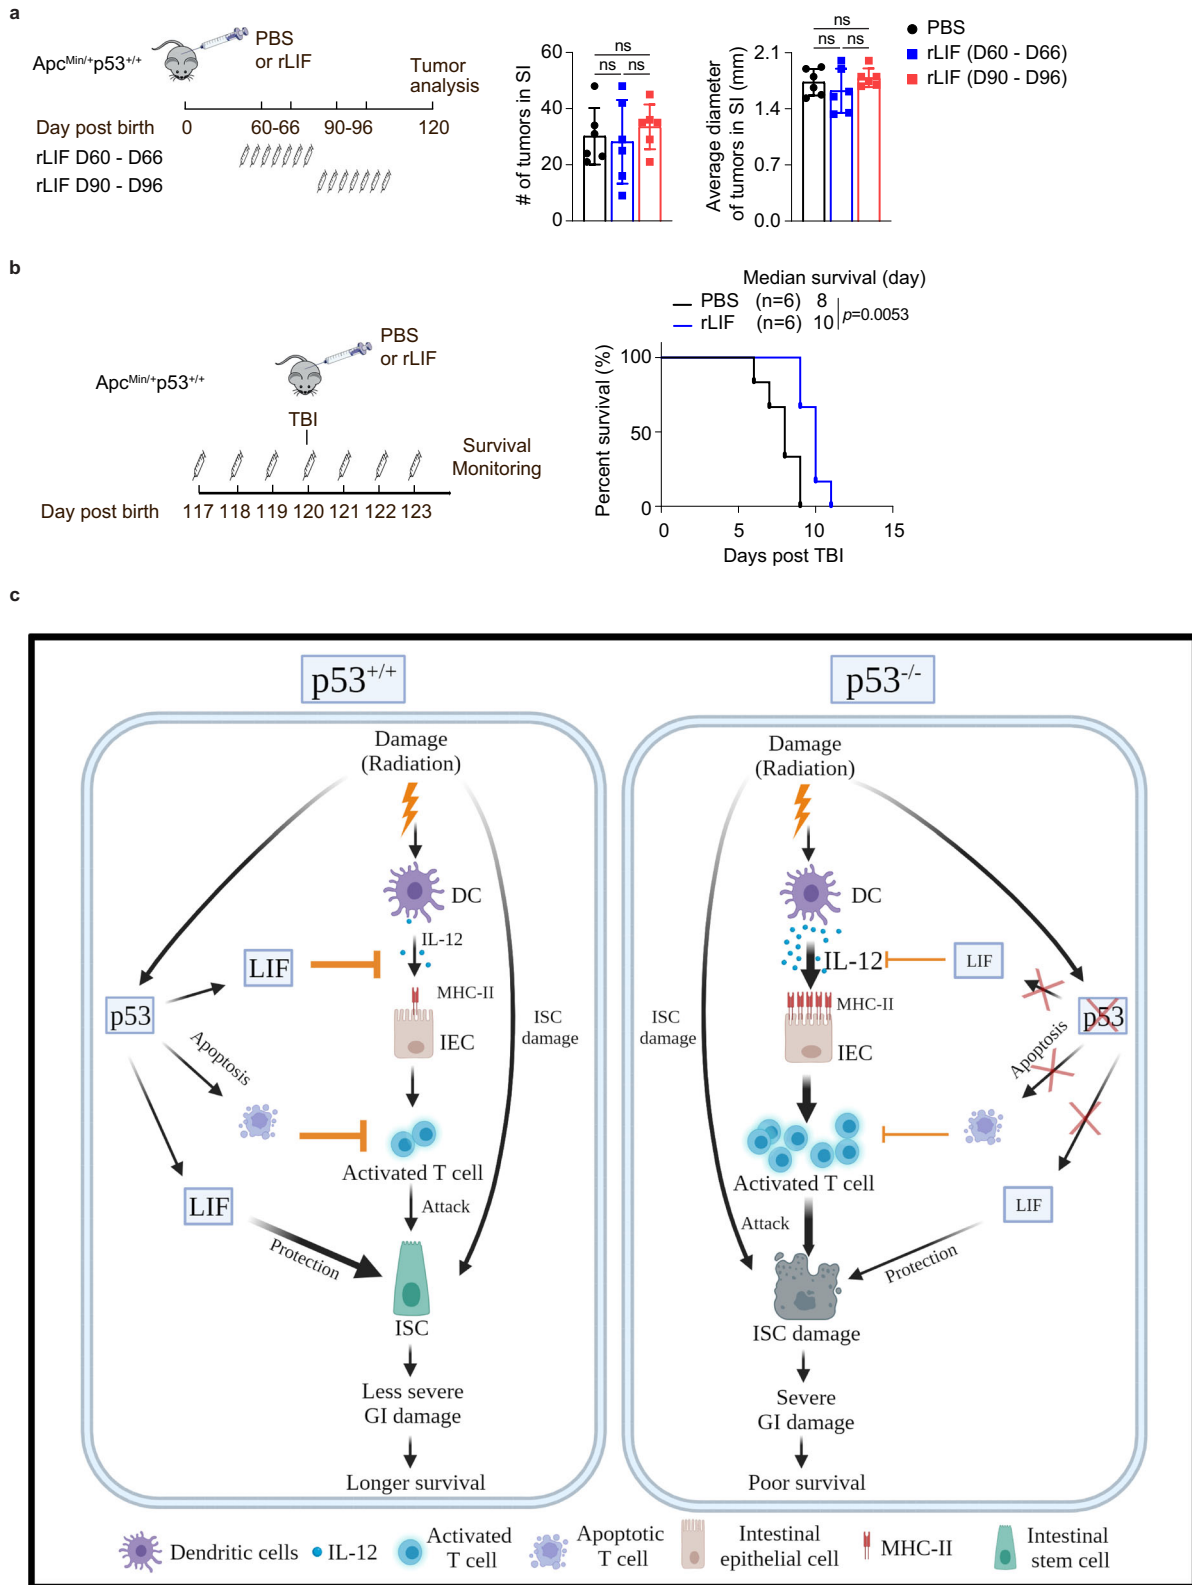 a
Apc^Min/+ p53^+/+
PBS
or rLIF
Tumor
analysis
Day post birth 0 60-66 90-96 120
rLIF D60 - D66
rLIF D90 - D96
# of tumors in SI
60
40
20
0
ns
ns ns
Average diameter
of tumors in SI (mm)
2.1
1.4
0.7
0.0
ns
ns ns
PBS
rLIF (D60 - D66)
rLIF (D90 - D96)
b
Apc^Min/+ p53^+/+
PBS
or rLIF
TBI
Survival
Monitoring
Day post birth 117 118 119 120 121 122 123
Median survival (day)
PBS (n=6) 8
rLIF (n=6) 10
p=0.0053
Percent survival (%)
100
50
0
0 5 10 15
Days post TBI
c
p53^+/+
Damage
(Radiation)
DC
IL-12
LIF
MHC-II
p53
IEC
ISC
damage
Apoptosis
Activated T cell
LIF
Attack
Protection
ISC
Less severe
GI damage
Longer survival
p53^-/-
Damage
(Radiation)
DC
IL-12
LIF
MHC-II
p53
ISC
damage
IEC
Apoptosis
Activated T cell
LIF
Attack
Protection
ISC damage
Severe
GI damage
Poor survival
Dendritic cells
IL-12
Activated
T cell
Apoptotic
T cell
Intestinal
epithelial cell
MHC-II
Intestinal
stem cell